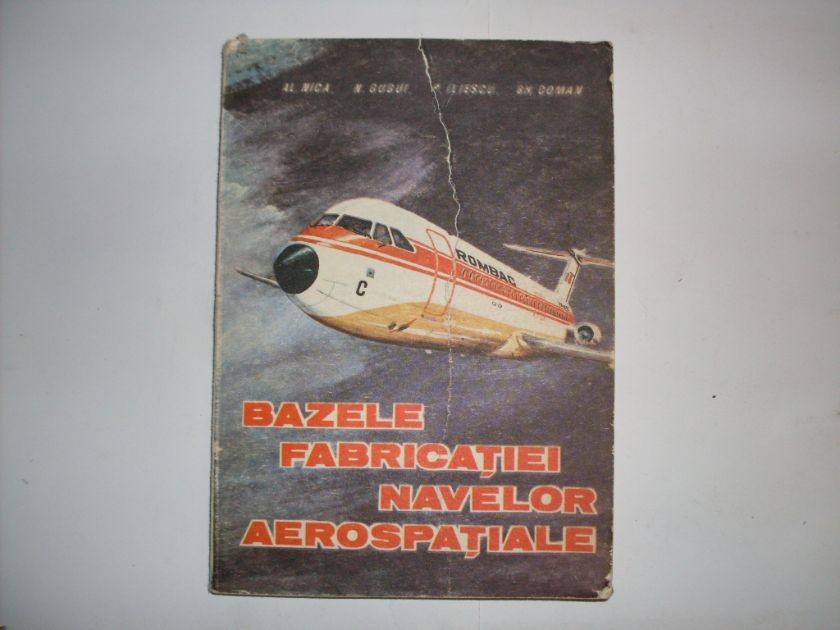 AL. NICA N. GUGUI P. ILIESCU GH. COMAN
ROMBAC
C
BAZELE
FABRICAȚIEI
NAVELOR
AEROSPAȚIALE